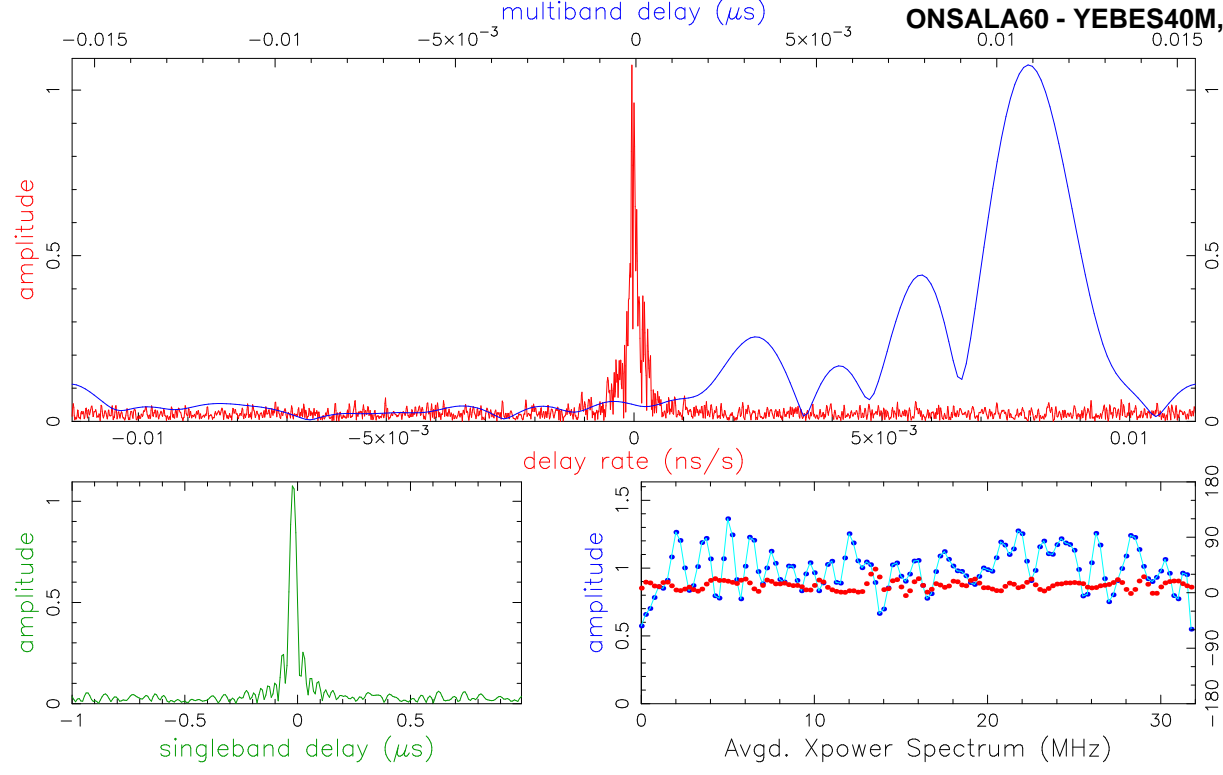 multiband delay (μs)
ONSALA60 - YEBES40M,
−0.015 −0.01 −5×10⁻³ 0 5×10⁻³ 0.01 0.015
amplitude
1
0.5
0
1
0.5
0
−0.01 −5×10⁻³ 0 5×10⁻³ 0.01
delay rate (ns/s)
amplitude
1
0.5
0
−1 −0.5 0 0.5
singleband delay (μs)
amplitude
1.5
1
0.5
0
180
90
0
−90
−180
0 10 20 30
Avgd. Xpower Spectrum (MHz)